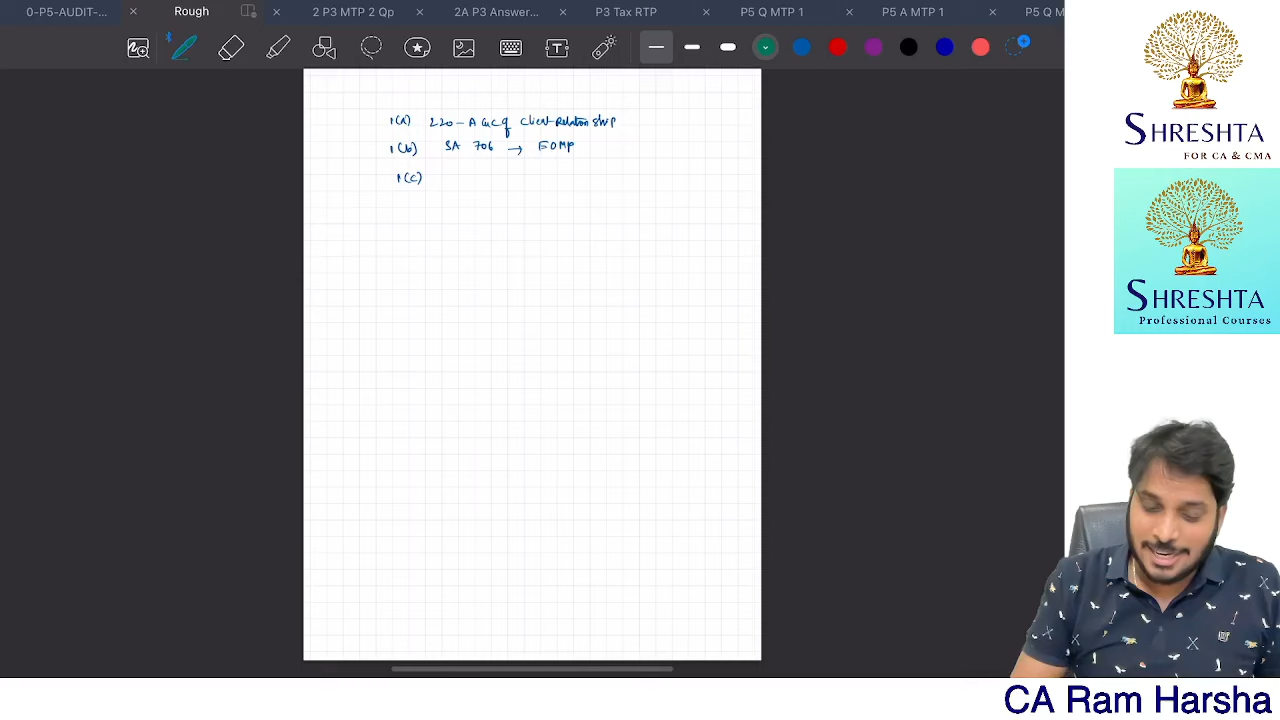 0-P5-AUDIT-...
Rough
2 P3 MTP 2 Qp
2A P3 Answer...
P3 Tax RTP
P5 Q MTP 1
P5 A MTP 1
P5 Q M
1(a) 220 - A & C of Client Relationship
1(b) SA 706 → EOMP
1(c)
SHRESHTA
FOR CA & CMA
SHRESHTA
Professional Courses
CA Ram Harsha